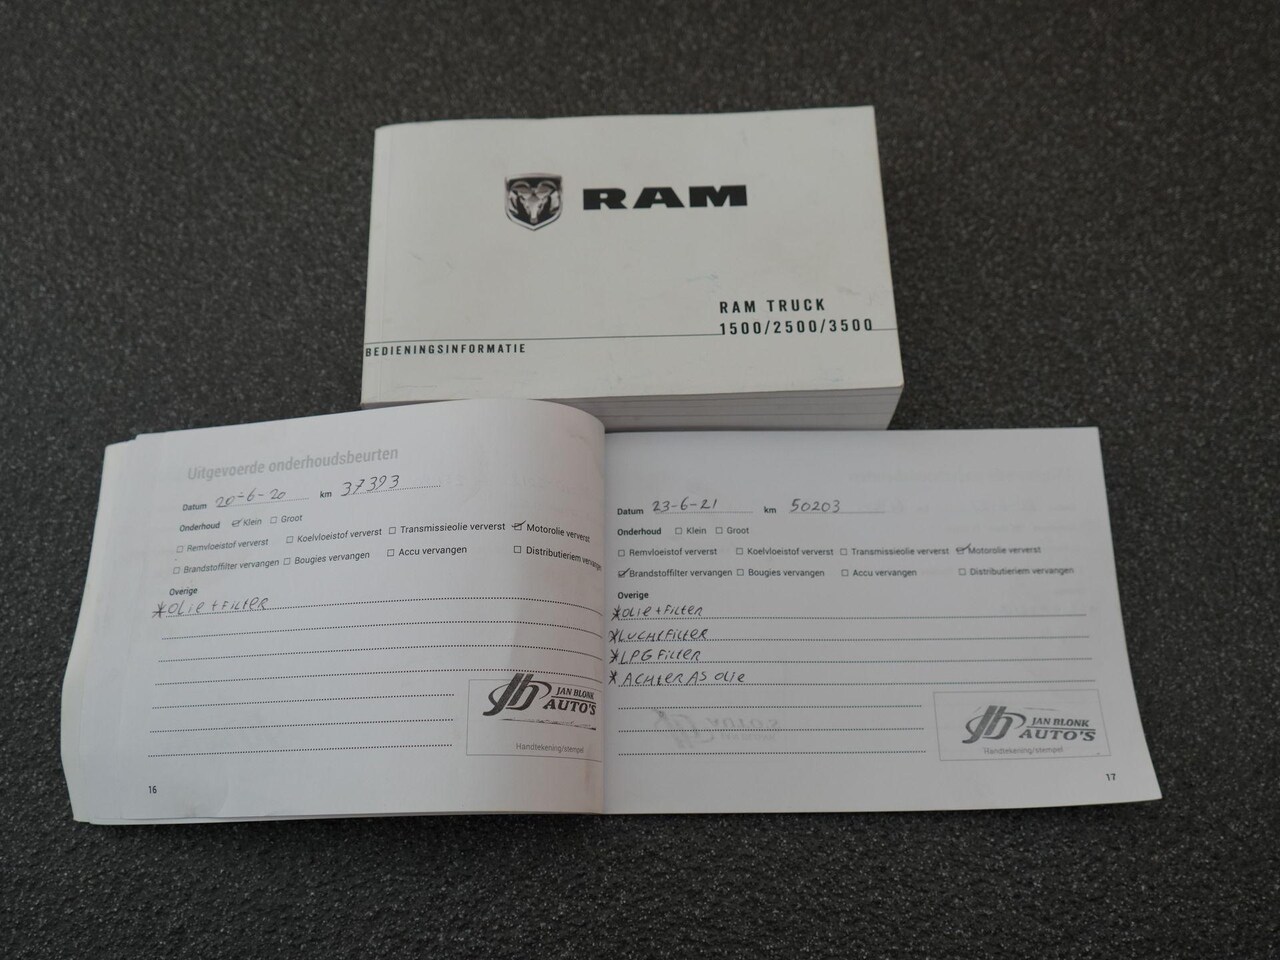 RAM
RAM TRUCK
1500/2500/3500
BEDIENINGSINFORMATIE
Uitgevoerde onderhoudsbeurten
Datum 20-6-20 km 37393
Onderhoud Klein Groot
Remvloeistof ververst Koelvloeistof ververst Transmissieolie ververst Motorolie ververst
Brandstoffilter vervangen Bougies vervangen Accu vervangen Distributieriem vervangen
Overige
*OLie + FiLTER
JAN BLONK
AUTO'S
Handtekening/stempel
16
Datum 23-6-21 km 50203
Onderhoud Klein Groot
Remvloeistof ververst Koelvloeistof ververst Transmissieolie ververst Motorolie ververst
Brandstoffilter vervangen Bougies vervangen Accu vervangen Distributieriem vervangen
Overige
*OLie + FiLTER
*LUCHTFiLTER
*LPG FiLTER
*ACHTERAS OLie
JAN BLONK
AUTO'S
Handtekening/stempel
17